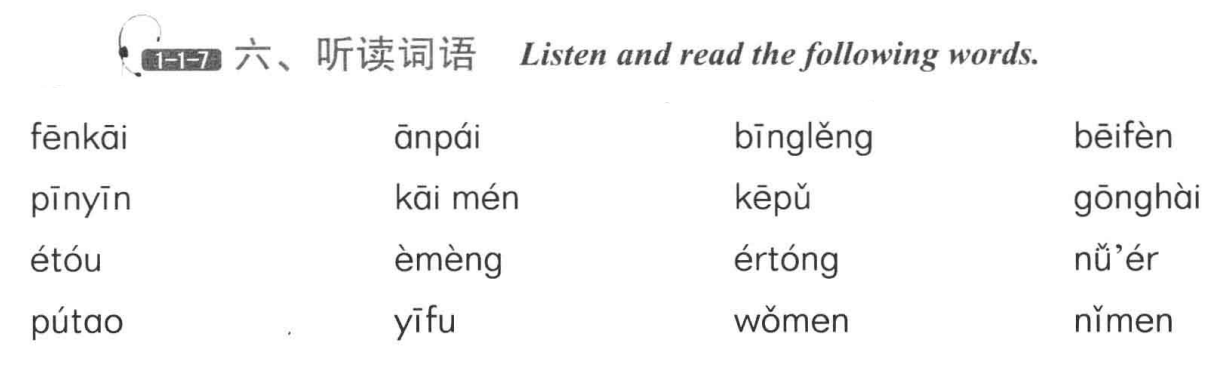 1-1-7 六、听读词语 Listen and read the following words.
fēnkāi ānpái bīnglěng bēifèn
pīnyīn kāi mén kēpǔ gōnghài
étóu èmèng értóng nǚ’ér
pútao yīfu wǒmen nǐmen